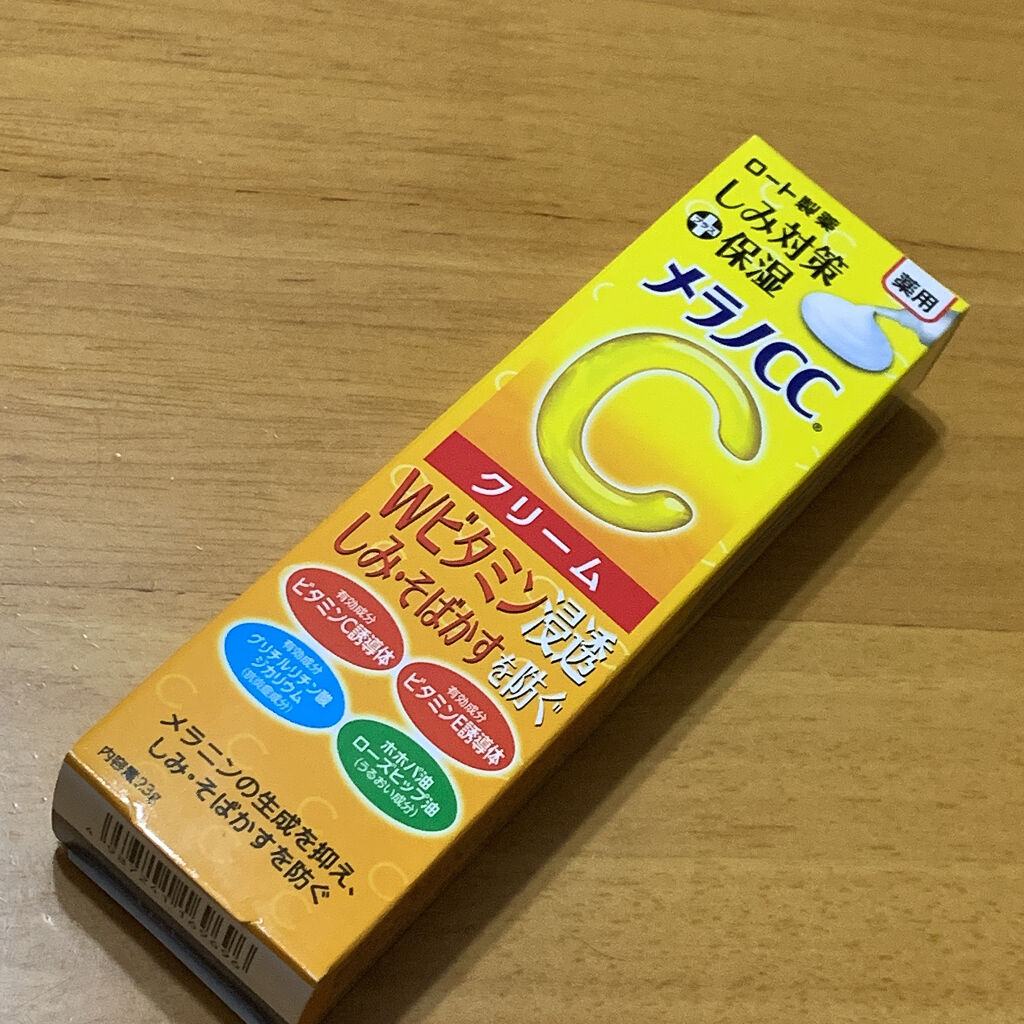 ロート製薬
しみ対策
プラス
保湿
薬用
メラノCC
®
C
クリーム
Wビタミン浸透
しみ・そばかすを防ぐ
有効成分
ビタミンC誘導体
有効成分
グリチルリチン酸
ジカリウム
(抗炎症成分)
有効成分
ビタミンE誘導体
ホホバ油
ローズヒップ油
(うるおい成分)
メラニンの生成を抑え、
しみ・そばかすを防ぐ
内容量23g